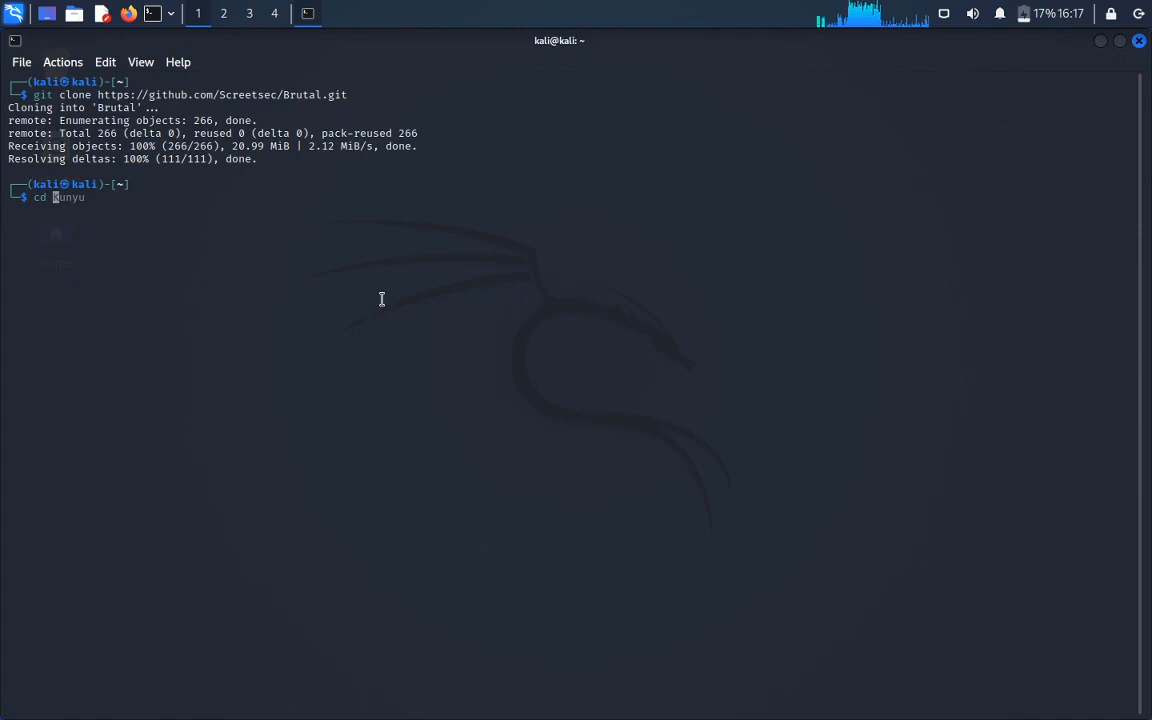 1 2 3 4 17% 16:17
kali@kali: ~
File Actions Edit View Help
┌──(kali㉿kali)-[~]
└─$ git clone https://github.com/Screetsec/Brutal.git
Cloning into 'Brutal'...
remote: Enumerating objects: 266, done.
remote: Total 266 (delta 0), reused 0 (delta 0), pack-reused 266
Receiving objects: 100% (266/266), 20.99 MiB | 2.12 MiB/s, done.
Resolving deltas: 100% (111/111), done.
┌──(kali㉿kali)-[~]
└─$ cd Kunyu
Home